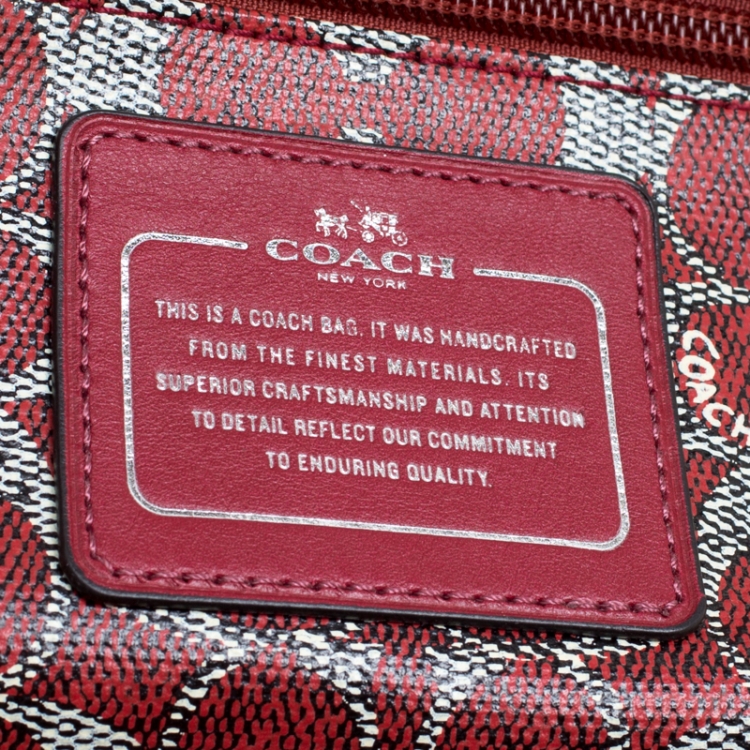 COACH
NEW YORK
THIS IS A COACH BAG. IT WAS HANDCRAFTED
FROM THE FINEST MATERIALS. ITS
SUPERIOR CRAFTSMANSHIP AND ATTENTION
TO DETAIL REFLECT OUR COMMITMENT
TO ENDURING QUALITY.
COACH